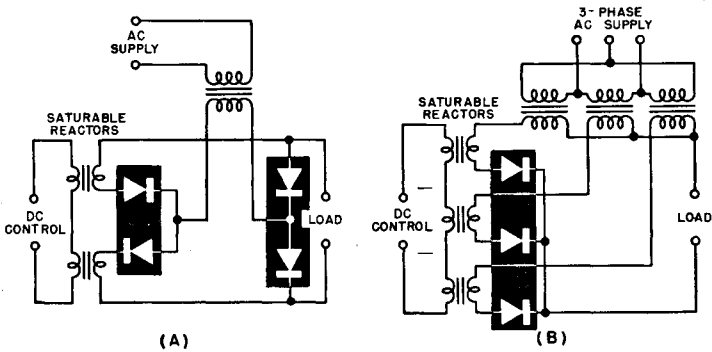 AC
SUPPLY
SATURABLE
REACTORS
DC
CONTROL
LOAD
(A)
3-PHASE
AC SUPPLY
SATURABLE
REACTORS
DC
CONTROL
LOAD
(B)